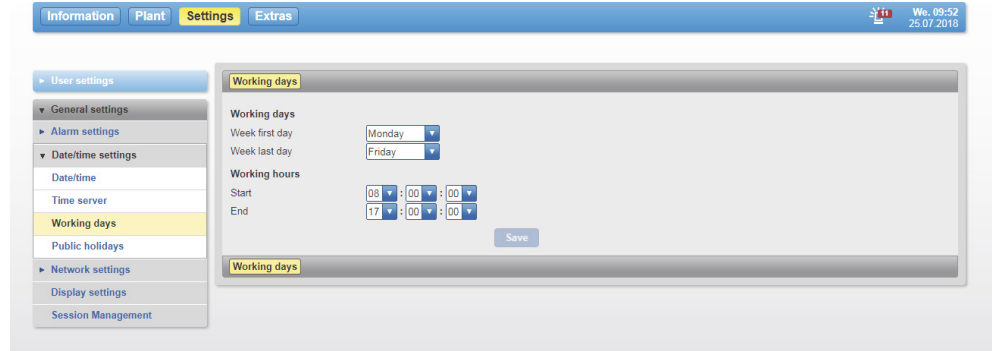 Information Plant Settings Extras 11 We. 09:52
25.07.2018
User settings
General settings
Alarm settings
Date/time settings
Date/time
Time server
Working days
Public holidays
Network settings
Display settings
Session Management
Working days
Working days
Week first day Monday
Week last day Friday
Working hours
Start 08 : 00 : 00
End 17 : 00 : 00
Save
Working days